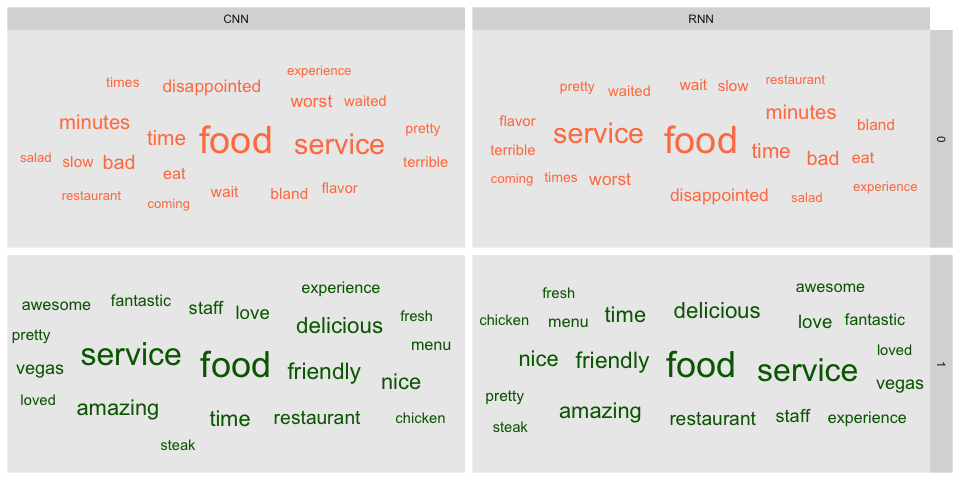 CNN
RNN
experience
times
disappointed
worst
waited
minutes
time
food
service
pretty
salad
slow
bad
eat
terrible
restaurant
coming
wait
bland
flavor
pretty
waited
wait
slow
restaurant
flavor
minutes
bland
service
food
time
bad
eat
terrible
coming
times
worst
disappointed
salad
experience
0
awesome
fantastic
staff
love
experience
delicious
fresh
pretty
service
food
friendly
menu
vegas
nice
loved
amazing
time
restaurant
chicken
steak
fresh
awesome
chicken
menu
time
delicious
love
fantastic
nice
friendly
food
service
loved
vegas
pretty
steak
amazing
restaurant
staff
experience
1